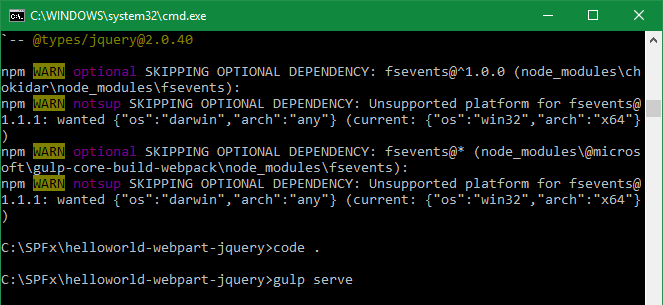 C:\WINDOWS\system32\cmd.exe
`-- @types/jquery@2.0.40
npm WARN optional SKIPPING OPTIONAL DEPENDENCY: fsevents@^1.0.0 (node_modules\ch
okidar\node_modules\fsevents):
npm WARN notsup SKIPPING OPTIONAL DEPENDENCY: Unsupported platform for fsevents@
1.1.1: wanted {"os":"darwin","arch":"any"} (current: {"os":"win32","arch":"x64"}
)
npm WARN optional SKIPPING OPTIONAL DEPENDENCY: fsevents@* (node_modules\@micros
oft\gulp-core-build-webpack\node_modules\fsevents):
npm WARN notsup SKIPPING OPTIONAL DEPENDENCY: Unsupported platform for fsevents@
1.1.1: wanted {"os":"darwin","arch":"any"} (current: {"os":"win32","arch":"x64"}
)
C:\SPFx\helloworld-webpart-jquery>code .
C:\SPFx\helloworld-webpart-jquery>gulp serve